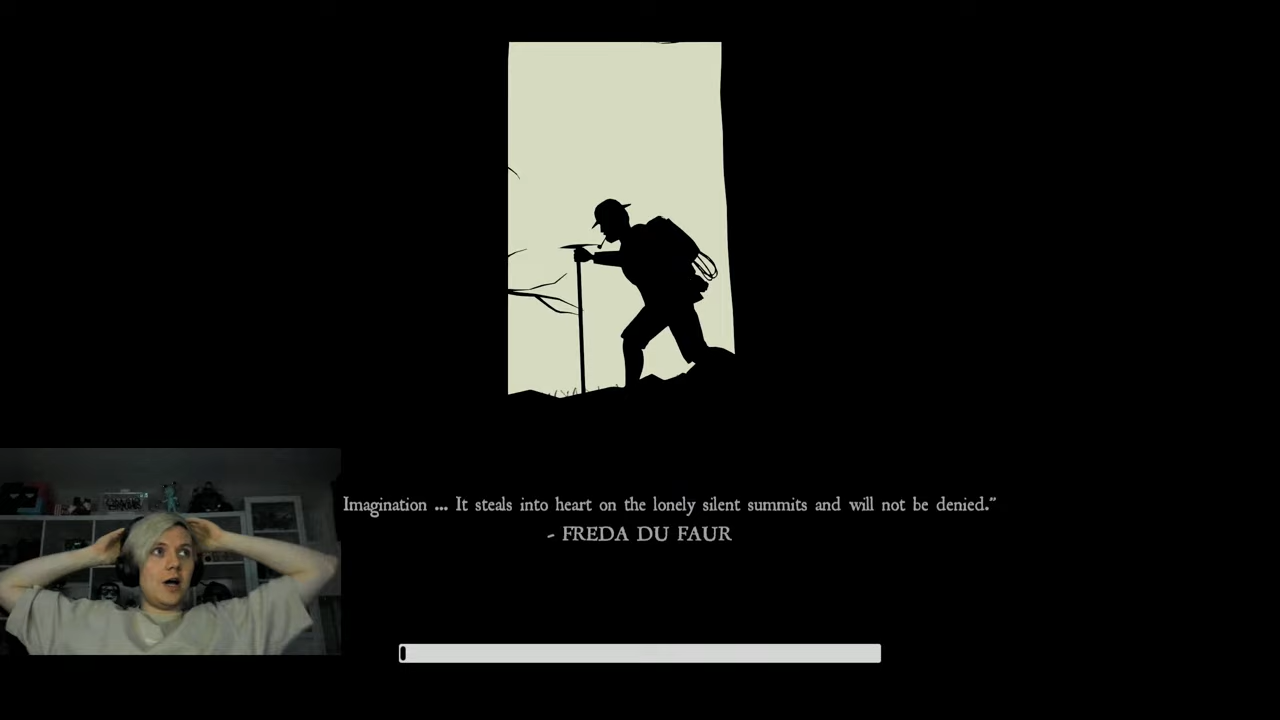 Imagination ... It steals into heart on the lonely silent summits and will not be denied.”
- FREDA DU FAUR